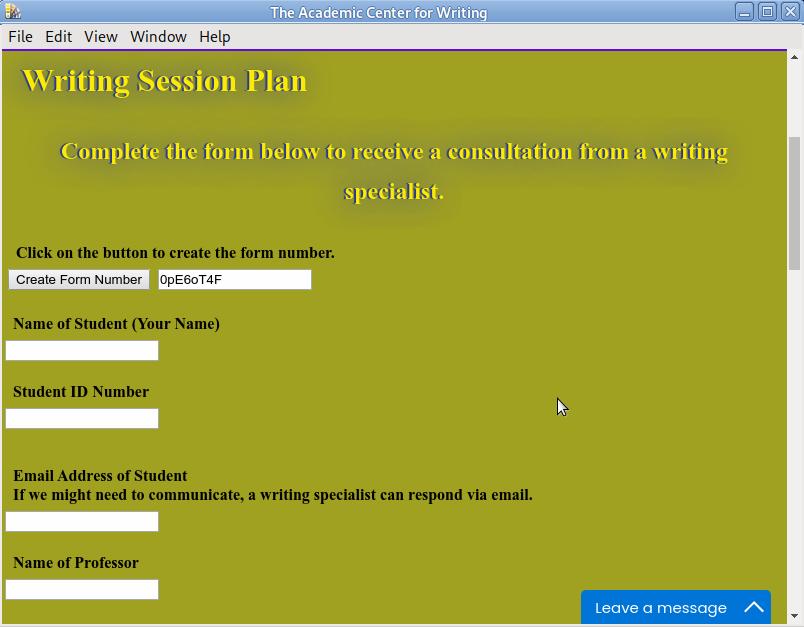 The Academic Center for Writing
File Edit View Window Help
Writing Session Plan
Complete the form below to receive a consultation from a writing
specialist.
Click on the button to create the form number.
Create Form Number 0pE6oT4F
Name of Student (Your Name)
Student ID Number
Email Address of Student
If we might need to communicate, a writing specialist can respond via email.
Name of Professor
Leave a message